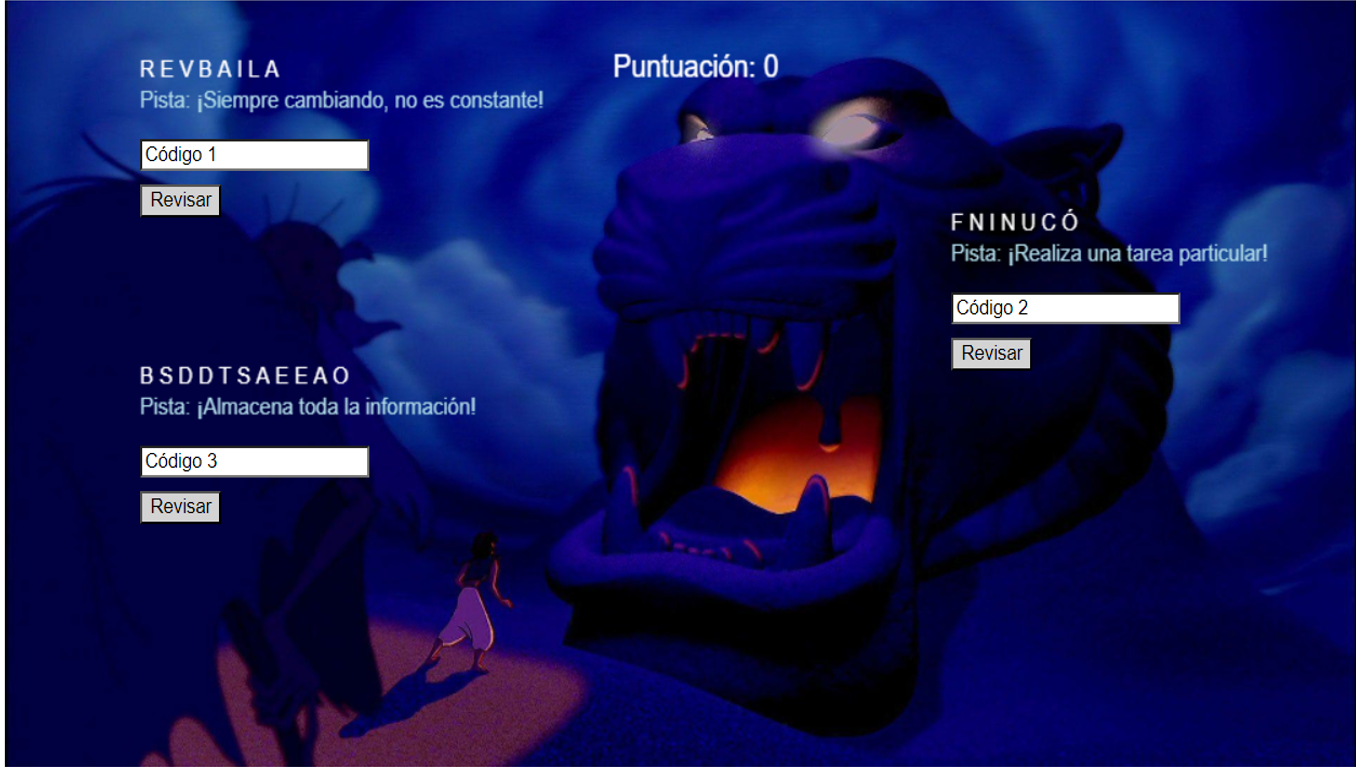 Puntuación: 0
REVBAILA
Pista: ¡Siempre cambiando, no es constante!
Código 1
Revisar
FNINUCÓ
Pista: ¡Realiza una tarea particular!
Código 2
Revisar
BSDDTSAEEAO
Pista: ¡Almacena toda la información!
Código 3
Revisar